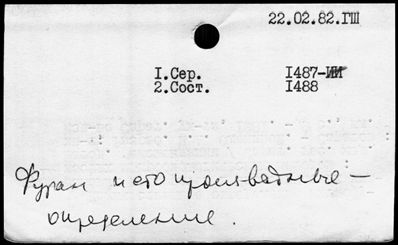 22.02.82.ГШ
I.Сер. I487-ИИ
2.Сост. I488
Фуран и его производные –
определение.